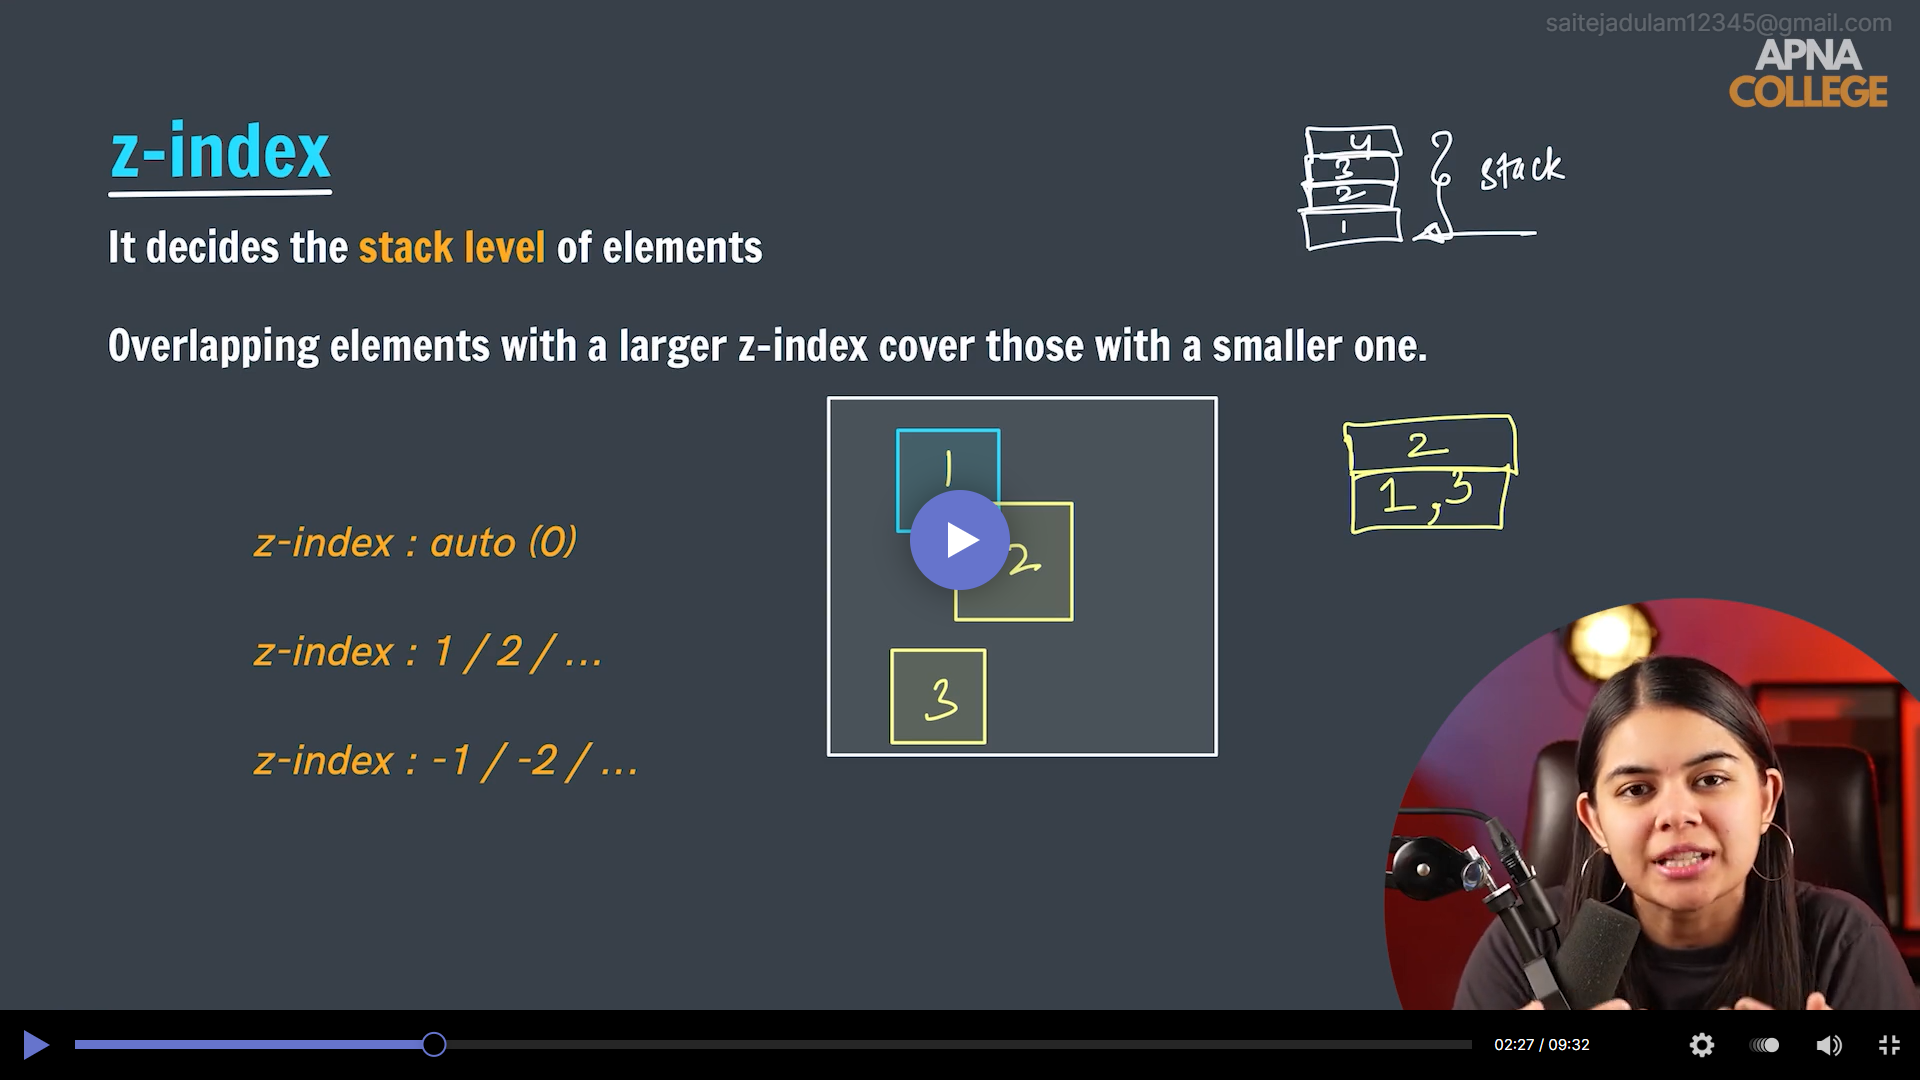 saitejadulam12345@gmail.com
APNA
COLLEGE
z-index
4
3
2
1
stack
It decides the stack level of elements
Overlapping elements with a larger z-index cover those with a smaller one.
1
2
3
2
1, 3
z-index : auto (0)
z-index : 1 / 2 / ...
z-index : -1 / -2 / ...
02:27 / 09:32